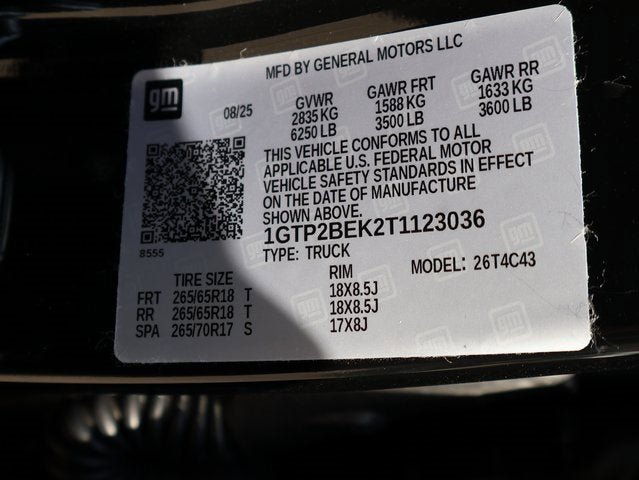 MFD BY GENERAL MOTORS LLC
gm
08/25
GVWR GAWR FRT GAWR RR
2835 KG 1588 KG 1633 KG
6250 LB 3500 LB 3600 LB
THIS VEHICLE CONFORMS TO ALL
APPLICABLE U.S. FEDERAL MOTOR
VEHICLE SAFETY STANDARDS IN EFFECT
ON THE DATE OF MANUFACTURE
SHOWN ABOVE.
1GTP2BEK2T1123036
8555
TYPE: TRUCK
MODEL: 26T4C43
TIRE SIZE RIM
FRT 265/65R18 T 18X8.5J
RR 265/65R18 T 18X8.5J
SPA 265/70R17 S 17X8J